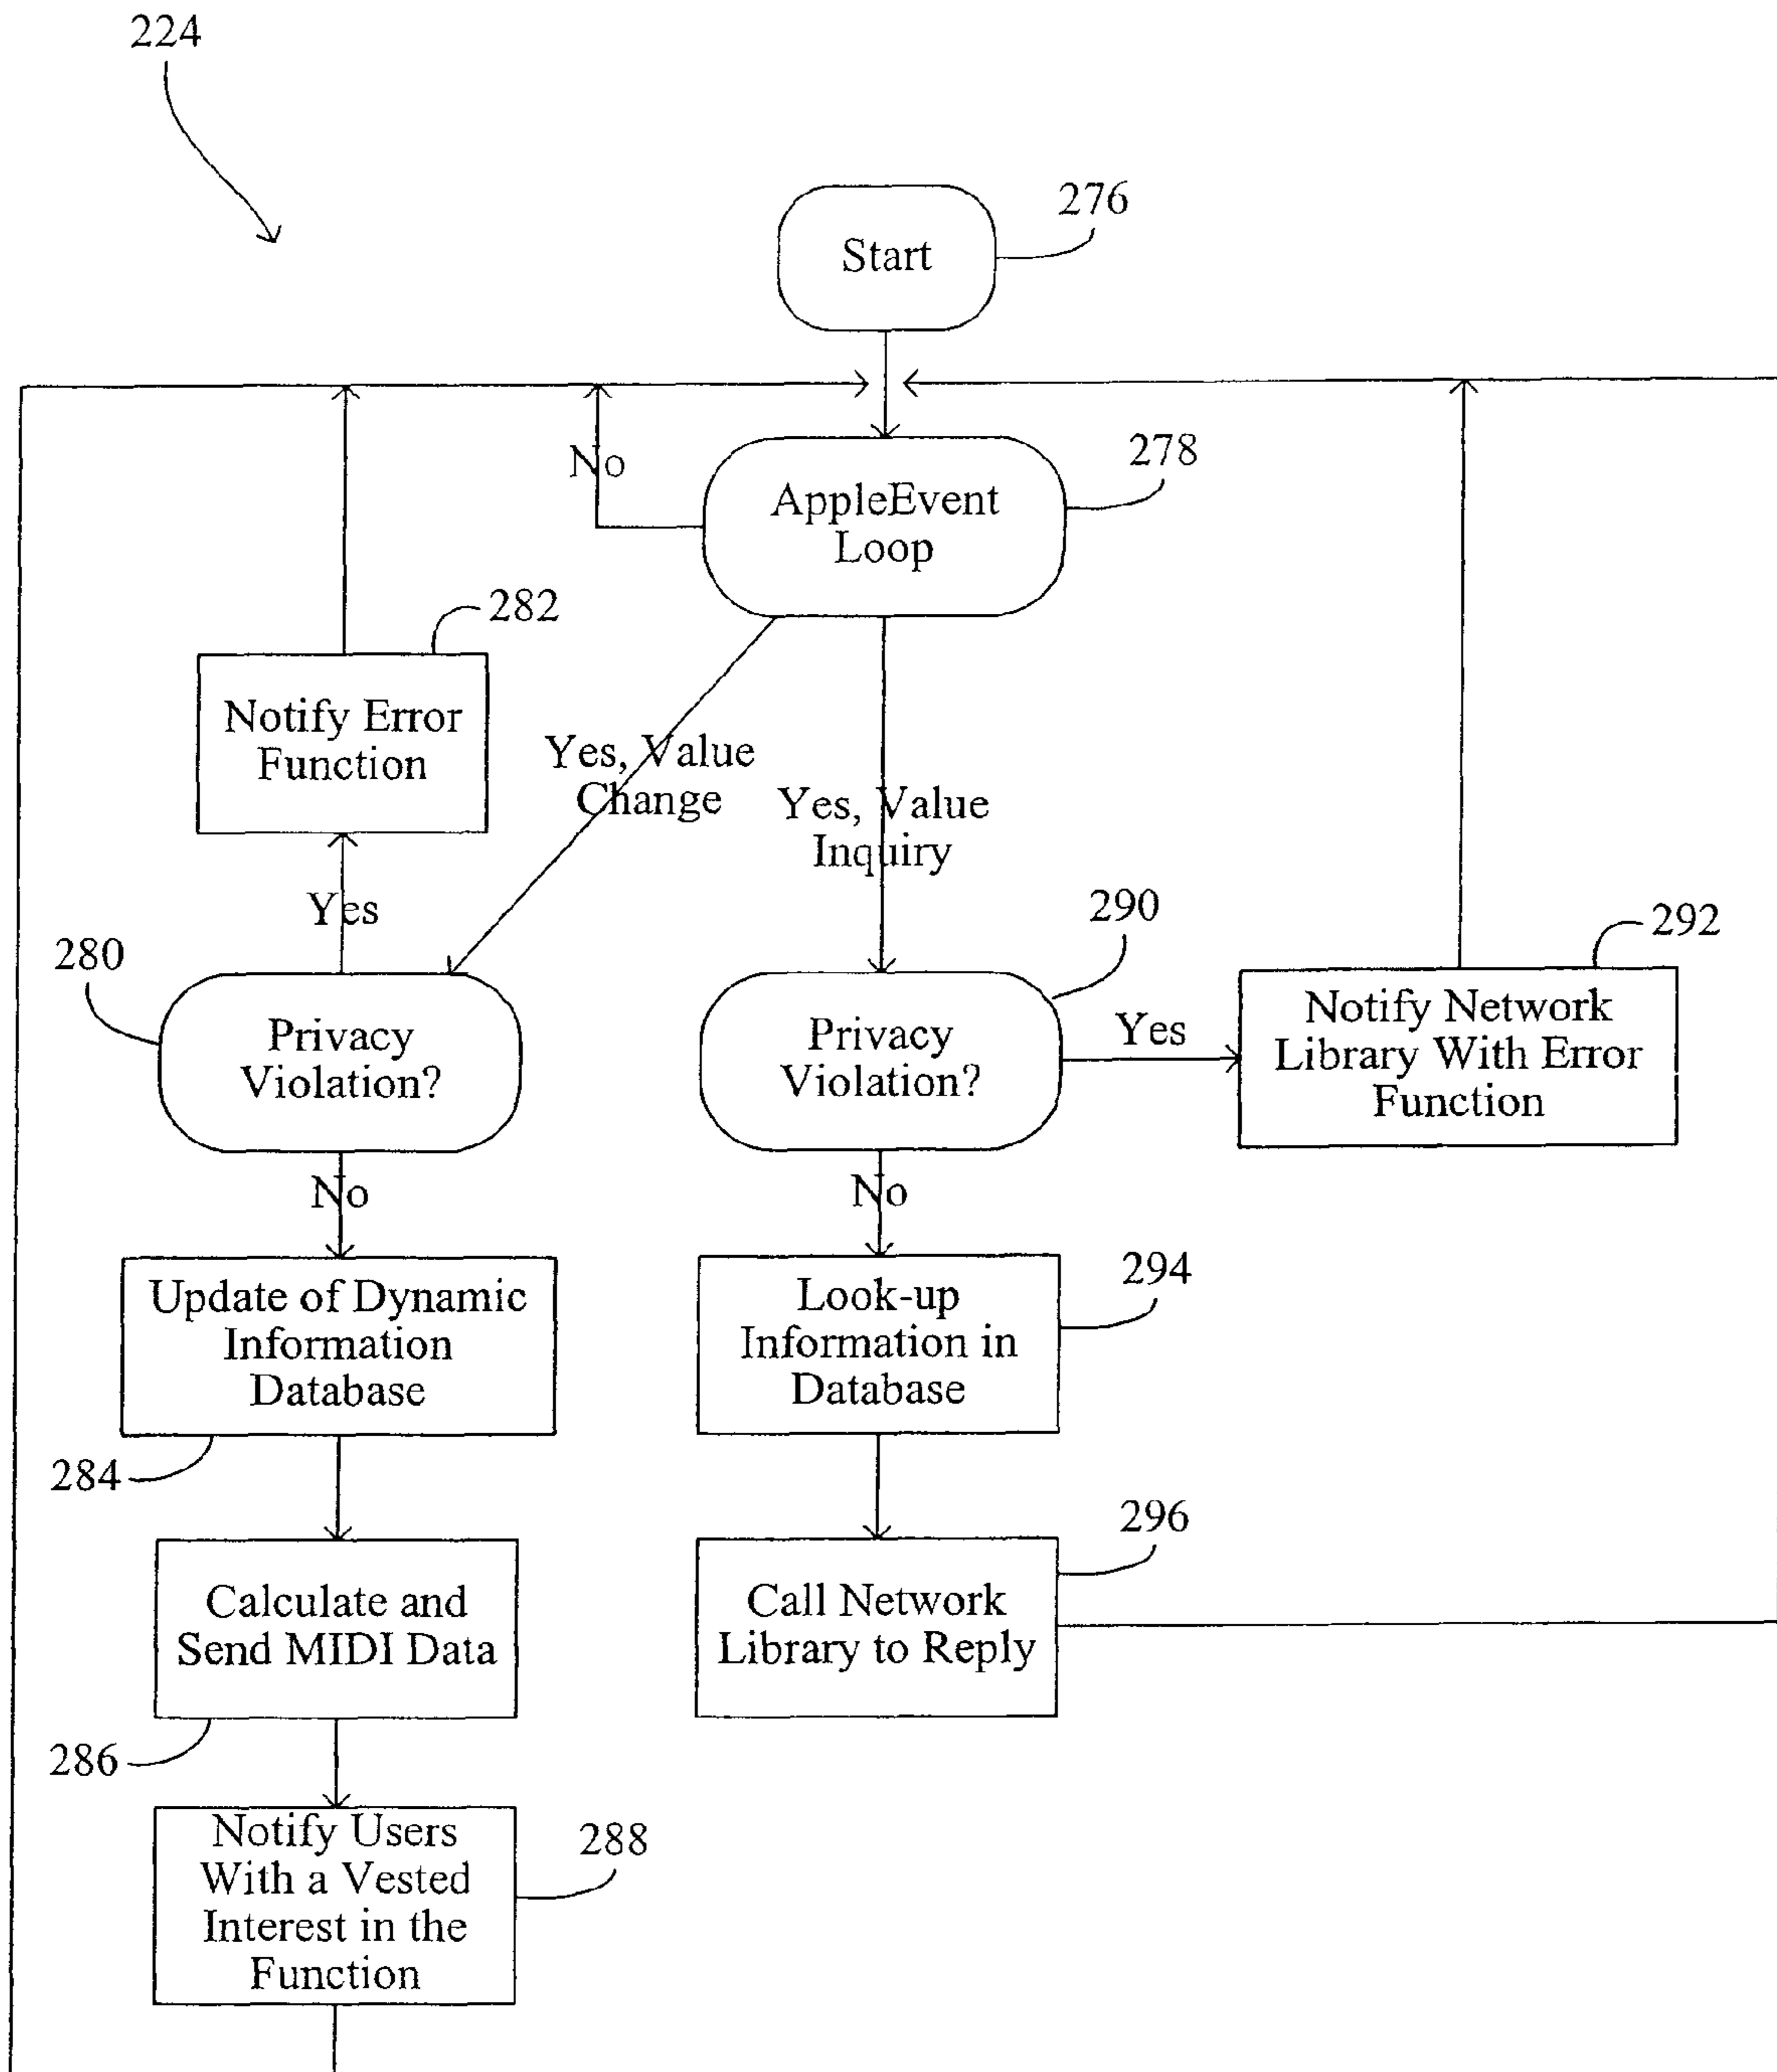 224
276
Start
278
No
AppleEvent
Loop
282
Notify Error
Function
Yes, Value
Change
Yes, Value
Inquiry
Yes
280
290
292
Privacy
Violation?
Privacy
Violation?
Yes
Notify Network
Library With Error
Function
No
No
Update of Dynamic
Information
Database
294
Look-up
Information in
Database
284
296
Calculate and
Send MIDI Data
Call Network
Library to Reply
286
288
Notify Users
With a Vested
Interest in the
Function